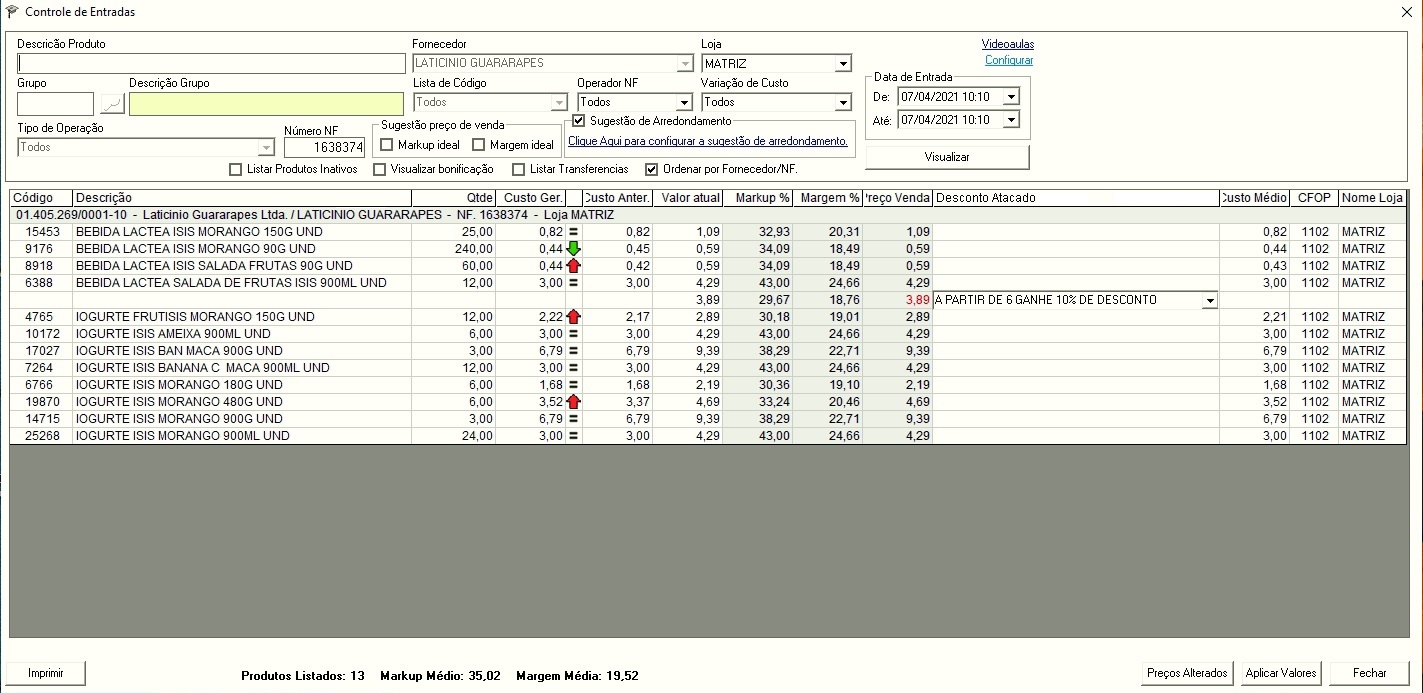 Controle de Entradas
Descricão Produto Fornecedor Loja Videoaulas
LATICINIO GUARARAPES MATRIZ Configurar
Grupo Descrição Grupo Lista de Código Operador NF Variação de Custo Data de Entrada
Todos Todos Todos De: 07/04/2021 10:10
Tipo de Operação Número NF Sugestão preço de venda Sugestão de Arredondamento Até: 07/04/2021 10:10
Todos 1638374 Markup ideal Margem ideal Clique Aqui para configurar a sugestão de arredondamento. Visualizar
Listar Produtos Inativos Visualizar bonificação Listar Transferencias Ordenar por Fornecedor/NF.
Código Descrição Qtde Custo Ger. Custo Anter. Valor atual Markup % Margem % Preço Venda Desconto Atacado Custo Médio CFOP Nome Loja
01.405.269/0001-10 - Laticinio Guararapes Ltda. / LATICINIO GUARARAPES - NF. 1638374 - Loja MATRIZ
15453 BEBIDA LACTEA ISIS MORANGO 150G UND 25,00 0,82 = 0,82 1,09 32,93 20,31 1,09 0,82 1102 MATRIZ
9176 BEBIDA LACTEA ISIS MORANGO 90G UND 240,00 0,44 0,45 0,59 34,09 18,49 0,59 0,44 1102 MATRIZ
8918 BEBIDA LACTEA ISIS SALADA FRUTAS 90G UND 60,00 0,44 0,42 0,59 34,09 18,49 0,59 0,43 1102 MATRIZ
6388 BEBIDA LACTEA SALADA DE FRUTAS ISIS 900ML UND 12,00 3,00 = 3,00 4,29 43,00 24,66 4,29 3,00 1102 MATRIZ
3,89 29,67 18,76 3,89 A PARTIR DE 6 GANHE 10% DE DESCONTO
4765 IOGURTE FRUTISIS MORANGO 150G UND 12,00 2,22 2,17 2,89 30,18 19,01 2,89 2,21 1102 MATRIZ
10172 IOGURTE ISIS AMEIXA 900ML UND 6,00 3,00 = 3,00 4,29 43,00 24,66 4,29 3,00 1102 MATRIZ
17027 IOGURTE ISIS BAN MACA 900G UND 3,00 6,79 = 6,79 9,39 38,29 22,71 9,39 6,79 1102 MATRIZ
7264 IOGURTE ISIS BANANA C MACA 900ML UND 12,00 3,00 = 3,00 4,29 43,00 24,66 4,29 3,00 1102 MATRIZ
6766 IOGURTE ISIS MORANGO 180G UND 6,00 1,68 = 1,68 2,19 30,36 19,10 2,19 1,68 1102 MATRIZ
19870 IOGURTE ISIS MORANGO 480G UND 6,00 3,52 3,37 4,69 33,24 20,46 4,69 3,52 1102 MATRIZ
14715 IOGURTE ISIS MORANGO 900G UND 3,00 6,79 = 6,79 9,39 38,29 22,71 9,39 6,79 1102 MATRIZ
25268 IOGURTE ISIS MORANGO 900ML UND 24,00 3,00 = 3,00 4,29 43,00 24,66 4,29 3,00 1102 MATRIZ
Imprimir Produtos Listados: 13 Markup Médio: 35,02 Margem Média: 19,52 Preços Alterados Aplicar Valores Fechar